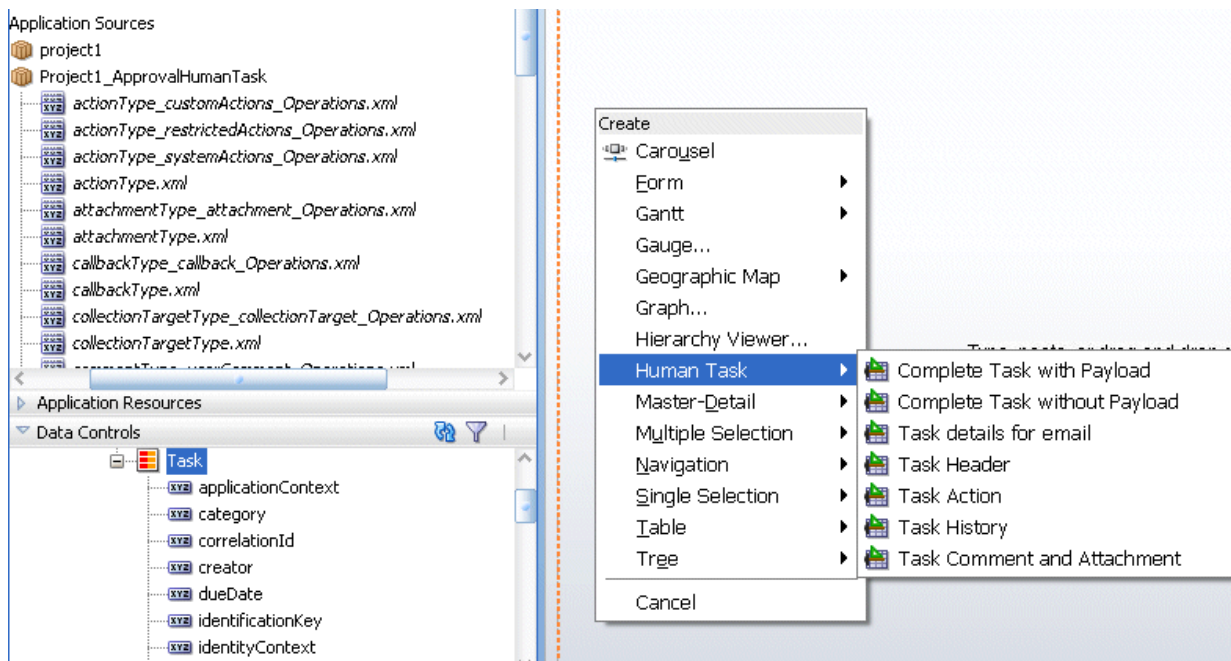 Application Sources
project1
Project1_ApprovalHumanTask
actionType_customActions_Operations.xml
actionType_restrictedActions_Operations.xml
actionType_systemActions_Operations.xml
actionType.xml
attachmentType_attachment_Operations.xml
attachmentType.xml
callbackType_callback_Operations.xml
callbackType.xml
collectionTargetType_collectionTarget_Operations.xml
collectionTargetType.xml
Application Resources
Data Controls
Task
applicationContext
category
correlationId
creator
dueDate
identificationKey
identityContext
Create
Carousel
Form
Gantt
Gauge...
Geographic Map
Graph...
Hierarchy Viewer...
Human Task
Master-Detail
Multiple Selection
Navigation
Single Selection
Table
Tree
Cancel
Complete Task with Payload
Complete Task without Payload
Task details for email
Task Header
Task Action
Task History
Task Comment and Attachment